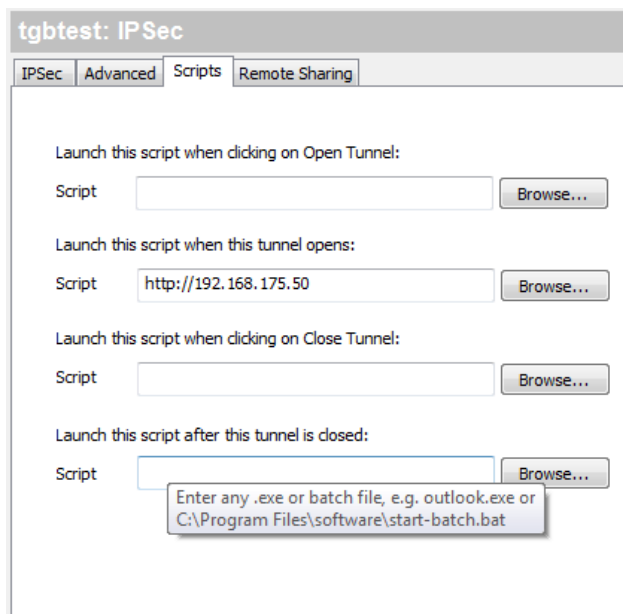 tgbtest: IPSec
IPSec Advanced Scripts Remote Sharing
Launch this script when clicking on Open Tunnel:
Script Browse...
Launch this script when this tunnel opens:
Script http://192.168.175.50 Browse...
Launch this script when clicking on Close Tunnel:
Script Browse...
Launch this script after this tunnel is closed:
Script Browse...
Enter any .exe or batch file, e.g. outlook.exe or
C:\Program Files\software\start-batch.bat